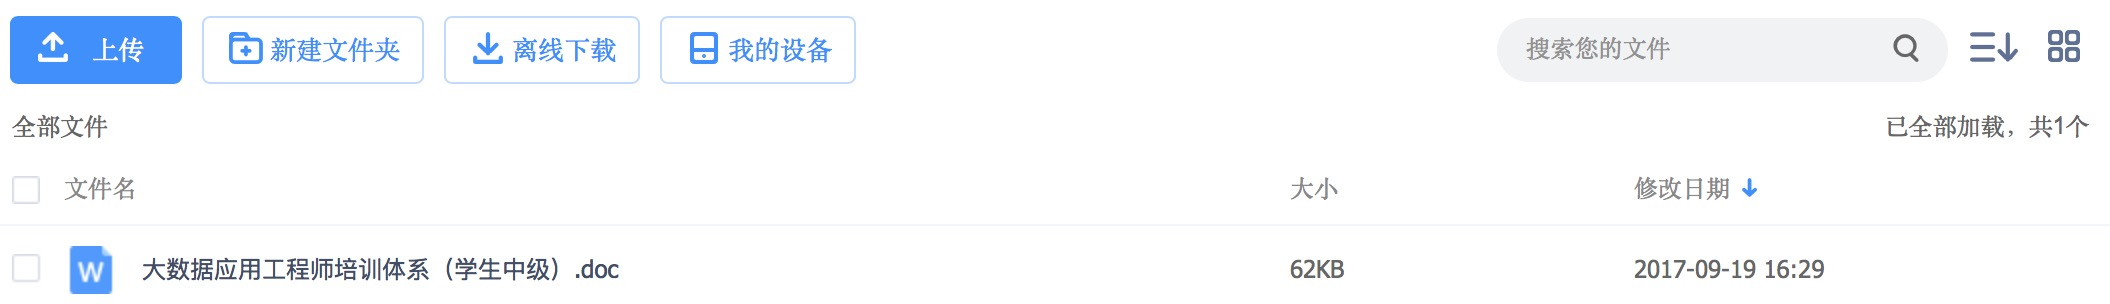 上传 新建文件夹 离线下载 我的设备 搜索您的文件
全部文件 已全部加载，共1个
文件名 大小 修改日期
W 大数据应用工程师培训体系（学生中级）.doc 62KB 2017-09-19 16:29